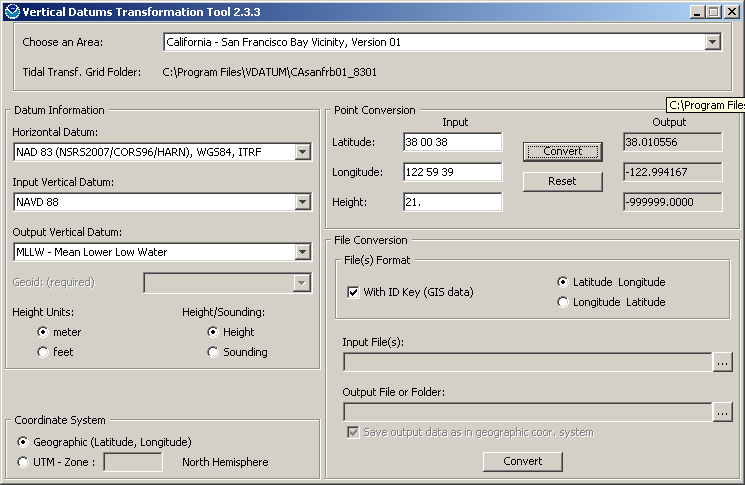 Vertical Datums Transformation Tool 2.3.3
Choose an Area: California - San Francisco Bay Vicinity, Version 01
Tidal Transf. Grid Folder: C:\Program Files\VDATUM\CAsanfrb01_8301
C:\Program Files
Datum Information
Horizontal Datum:
NAD 83 (NSRS2007/CORS96/HARN), WGS84, ITRF
Input Vertical Datum:
NAVD 88
Output Vertical Datum:
MLLW - Mean Lower Low Water
Geoid: (required)
Height Units: Height/Sounding:
meter Height
feet Sounding
Coordinate System
Geographic (Latitude, Longitude)
UTM - Zone : North Hemisphere
Point Conversion
Input Output
Latitude: 38 00 38 Convert 38.010556
Longitude: 122 59 39 Reset -122.994167
Height: 21. -999999.0000
File Conversion
File(s) Format
With ID Key (GIS data) Latitude Longitude
Longitude Latitude
Input File(s):
...
Output File or Folder:
...
Save output data as in geographic coor. system
Convert